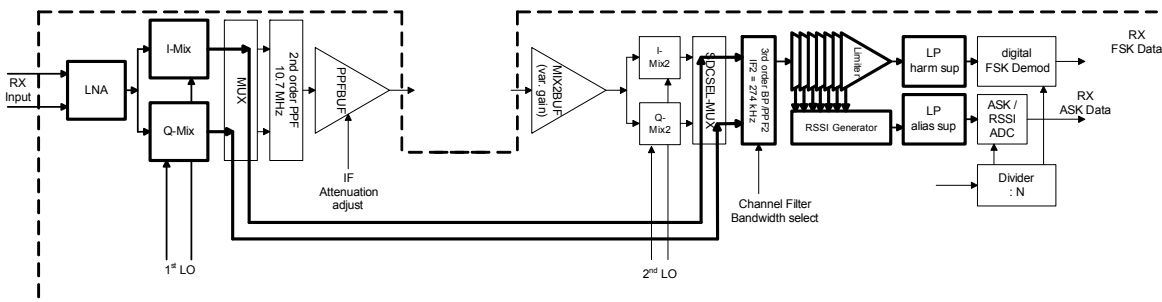 RX
Input
LNA
I-Mix
Q-Mix
MUX
2nd order PPF
10.7 MHz
PPFBUF
IF
Attenuation
adjust
1st LO
MIX2BUF
(var. gain)
I-
Mix2
Q-
Mix2
2nd LO
SDCSEL-MUX
3rd order BP /PPF2
IF2 = 274 kHz
Channel Filter
Bandwidth select
Limiter
RSSI Generator
LP
harm sup
LP
alias sup
digital
FSK Demod
ASK /
RSSI
ADC
Divider
: N
RX
FSK Data
RX
ASK Data